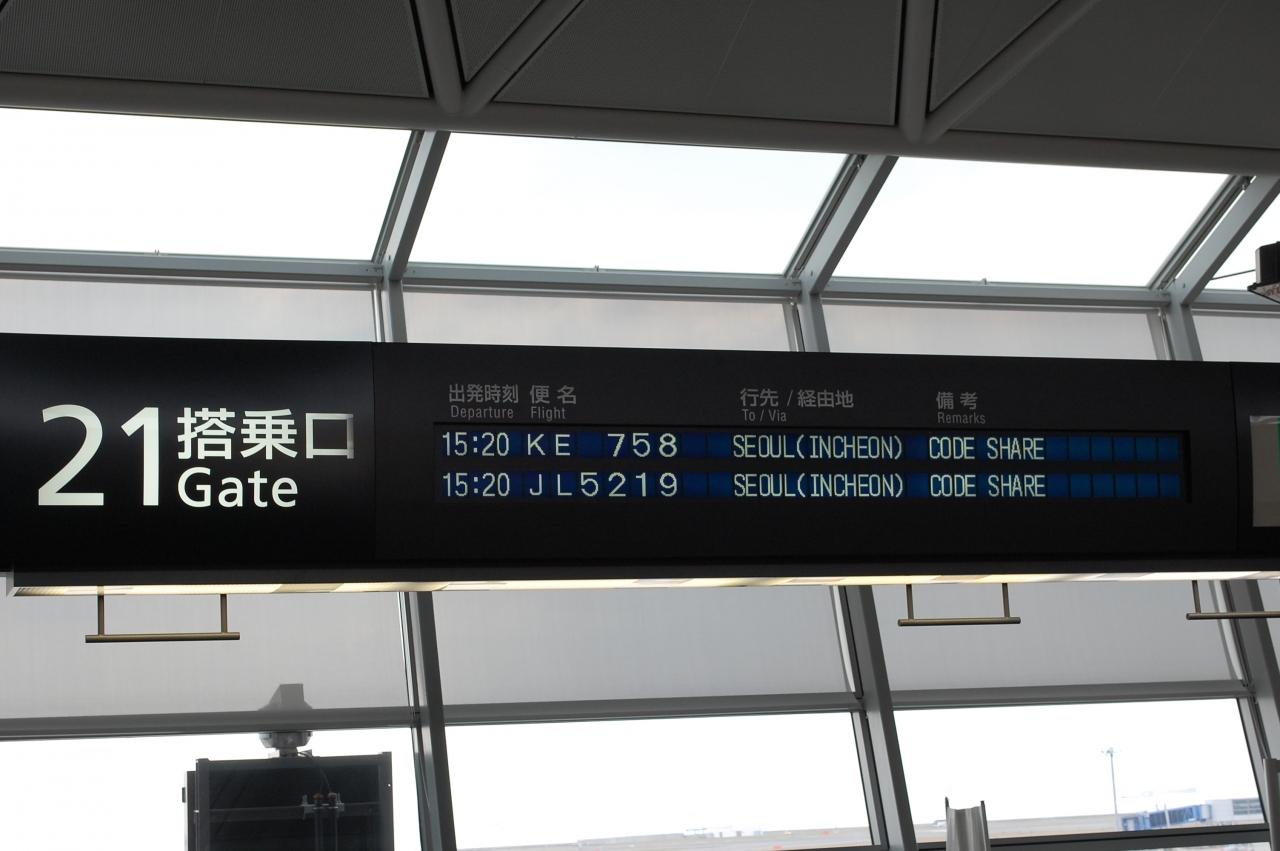 21 搭乗口
Gate
出発時刻 便名 行先 / 経由地 備考
Departure Flight To / Via Remarks
15:20 KE 758 SEOUL(INCHEON) CODE SHARE
15:20 JL5219 SEOUL(INCHEON) CODE SHARE